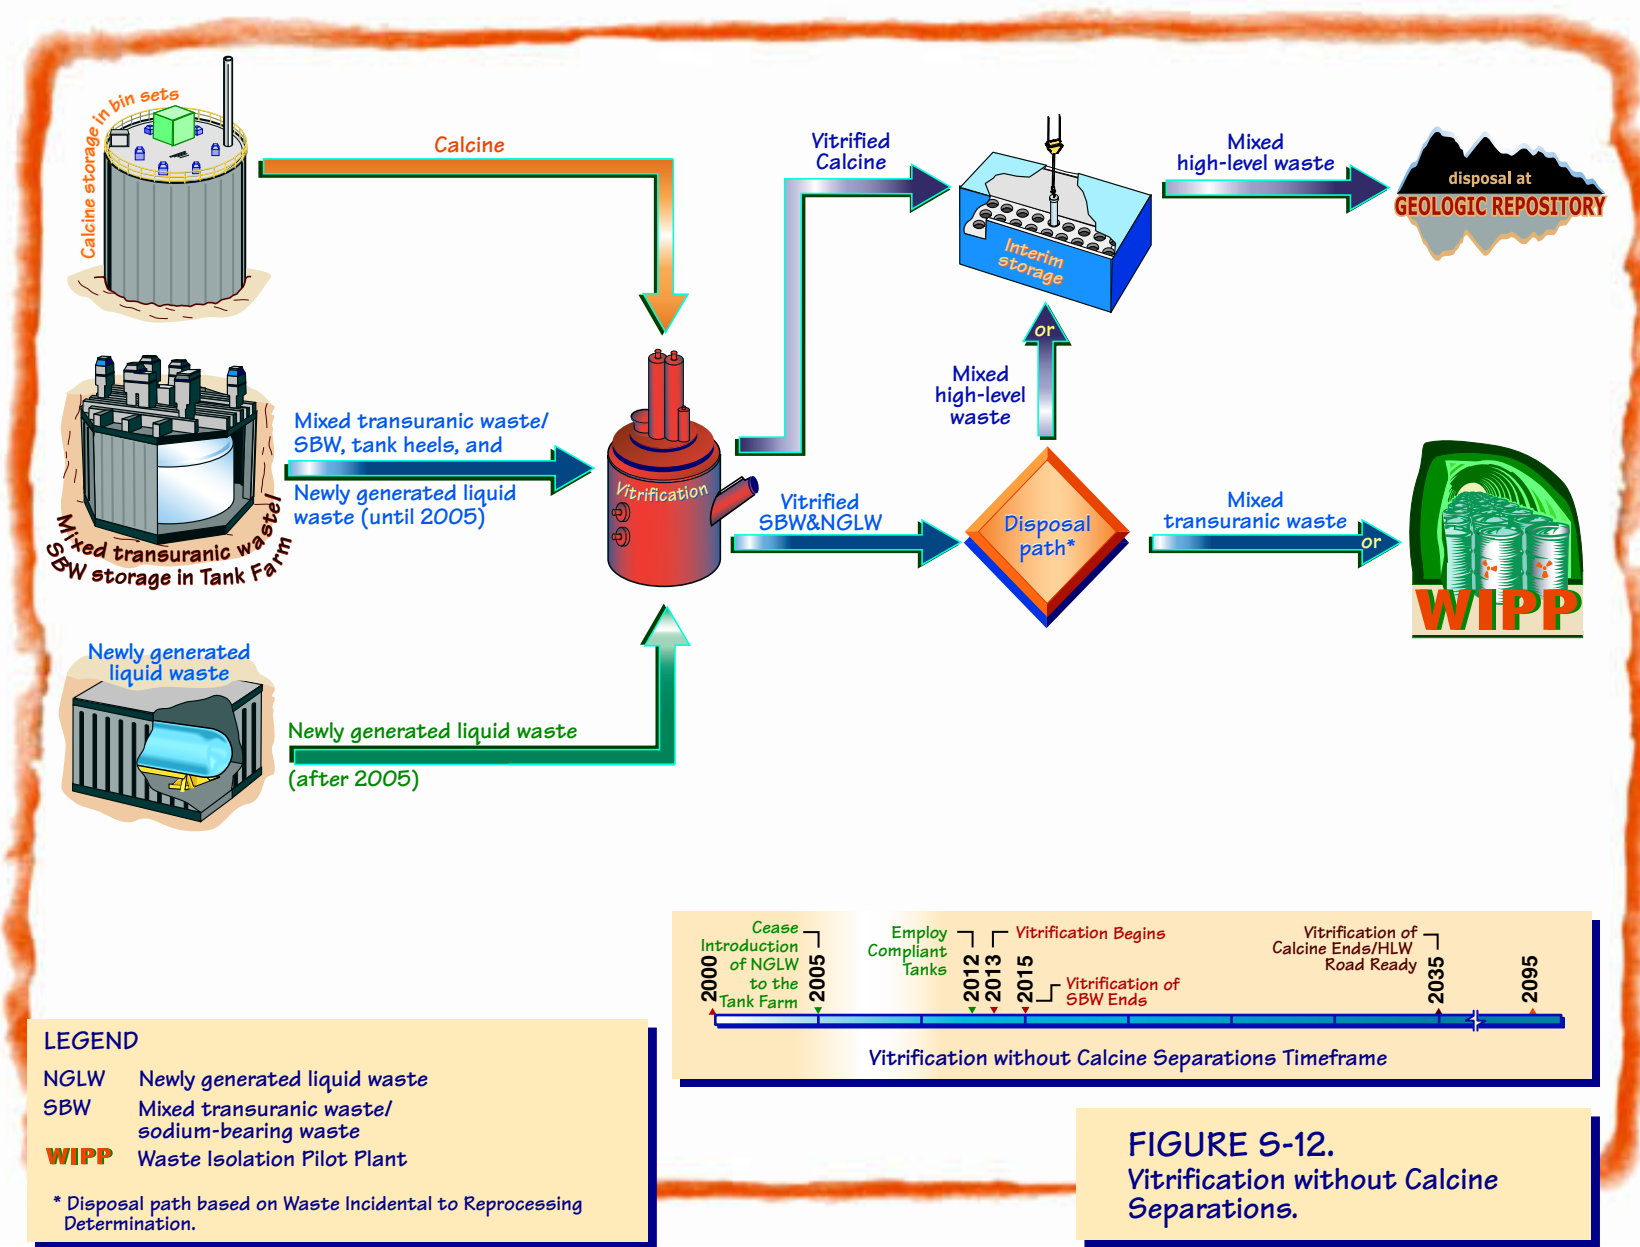 Calcine storage in bin sets
Calcine
Vitrified
Calcine
Mixed
high-level waste
disposal at
GEOLOGIC REPOSITORY
Interim
storage
or
Mixed
high-level
waste
Mixed transuranic waste/
SBW, tank heels, and
Newly generated liquid
waste (until 2005)
Mixed transuranic waste/
SBW storage in Tank Farm
Vitrification
Vitrified
SBW&NGLW
Disposal
path*
Mixed
transuranic waste
or
WIPP
Newly generated
liquid waste
Newly generated liquid waste
(after 2005)
2000
Cease
Introduction
of NGLW
to the
Tank Farm
2005
Employ
Compliant
Tanks
2012
2013
Vitrification Begins
2015
Vitrification of
SBW Ends
Vitrification of
Calcine Ends/HLW
Road Ready
2035
2095
Vitrification without Calcine Separations Timeframe
LEGEND
NGLW Newly generated liquid waste
SBW Mixed transuranic waste/
sodium-bearing waste
WIPP Waste Isolation Pilot Plant
* Disposal path based on Waste Incidental to Reprocessing
Determination.
FIGURE S-12.
Vitrification without Calcine
Separations.